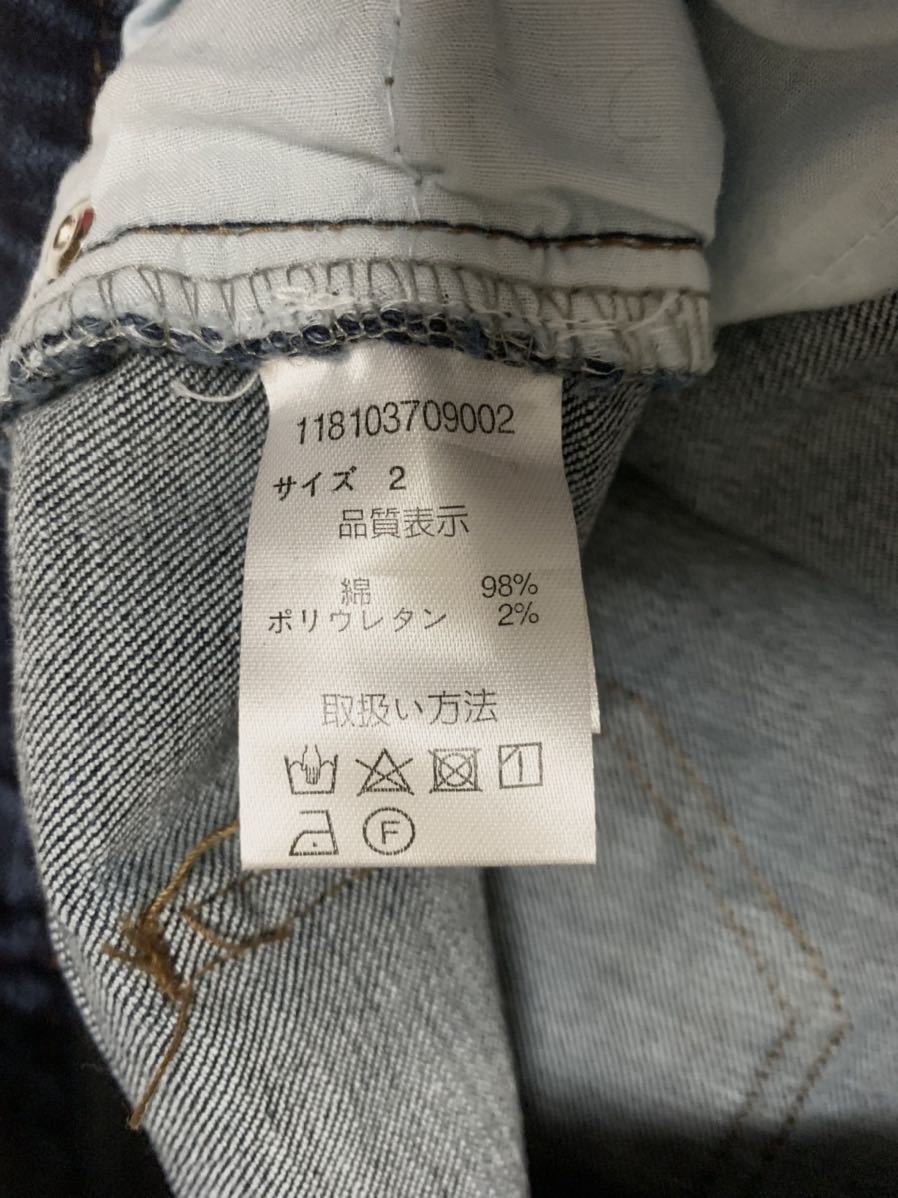 118103709002
サイズ 2
品質表示
綿 98%
ポリウレタン 2%
取扱い方法
F